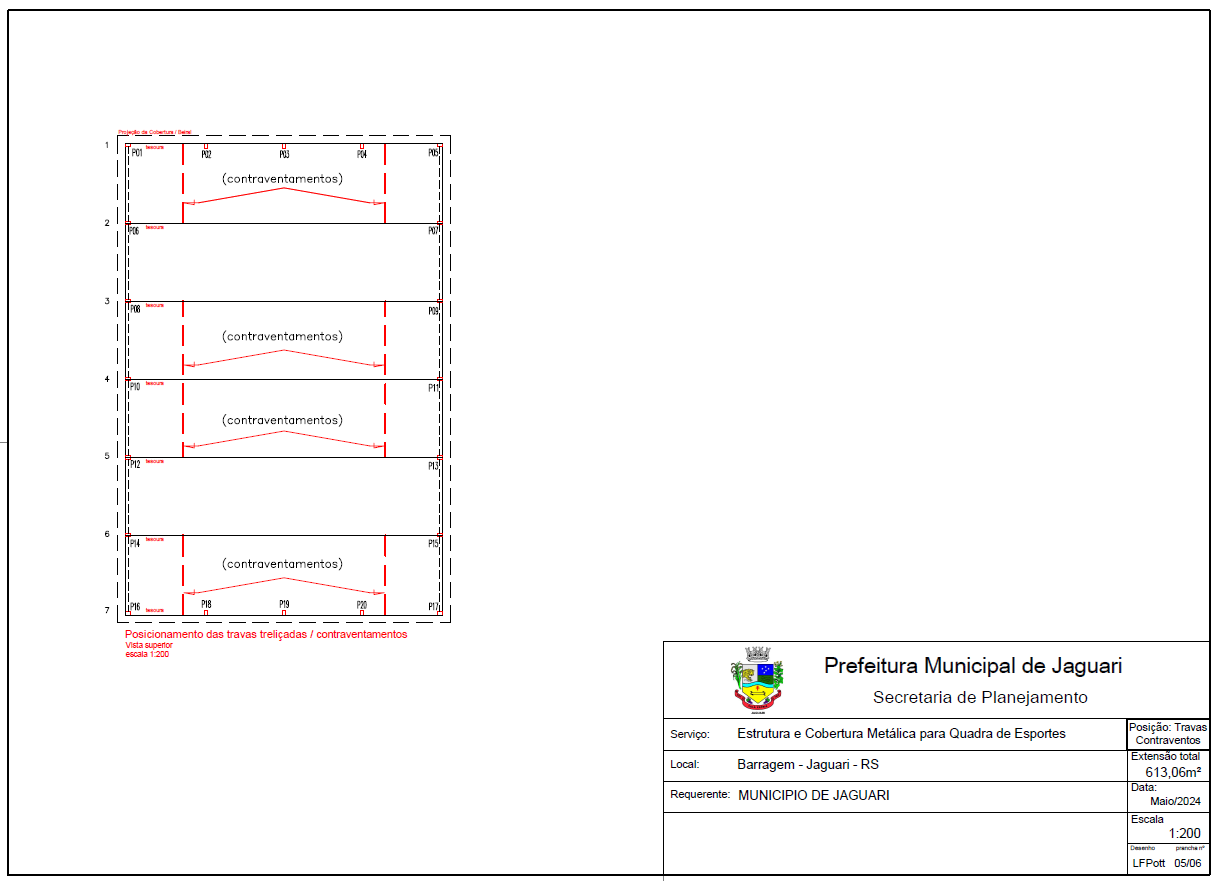 Projeção da Cobertura / Beiral
1
P01
tesoura
P02
P03
P04
P05
(contraventamentos)
2
P06
tesoura
P07
3
P08
tesoura
P09
(contraventamentos)
4
P10
tesoura
P11
(contraventamentos)
5
P12
tesoura
P13
6
P14
tesoura
P15
(contraventamentos)
7
P16
tesoura
P18
P19
P20
P17
Posicionamento das travas treliçadas / contraventamentos
Vista superior
escala 1:200
Prefeitura Municipal de Jaguari
Secretaria de Planejamento
Serviço: Estrutura e Cobertura Metálica para Quadra de Esportes
Posição: Travas
Contraventos
Local: Barragem - Jaguari - RS
Extensão total
613,06m²
Requerente: MUNICIPIO DE JAGUARI
Data:
Maio/2024
Escala
1:200
Desenho prancha nº
LFPott 05/06